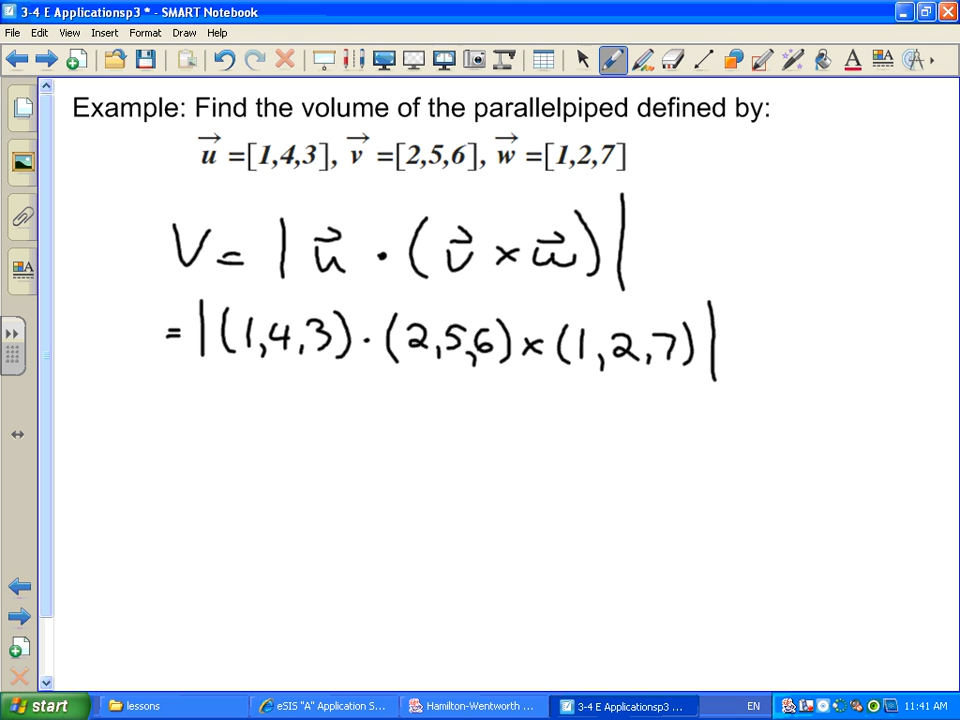 3-4 E Applicationsp3 * - SMART Notebook
File Edit View Insert Format Draw Help
Example: Find the volume of the parallelpiped defined by:
u⃗ =[1,4,3], v⃗ =[2,5,6], w⃗ =[1,2,7]
V = | u⃗ · (v⃗ × w⃗) |
= | (1,4,3) · (2,5,6) × (1,2,7) |
start lessons eSIS "A" Application S... Hamilton-Wentworth ... 3-4 E Applicationsp3 ... EN 11:41 AM